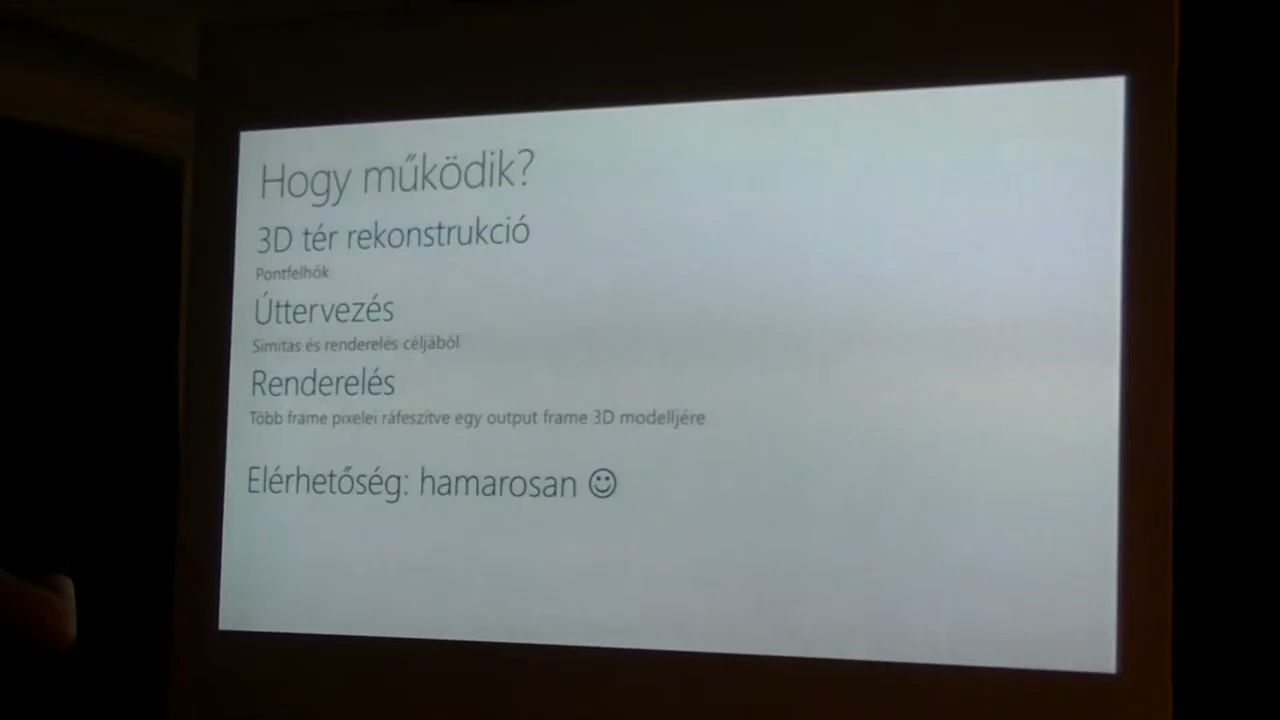 Hogy működik?
3D tér rekonstrukció
Pontfelhők
Úttervezés
Simítás és renderelés céljából
Renderelés
Több frame pixelei ráfeszítve egy output frame 3D modelljére
Elérhetőség: hamarosan ☺